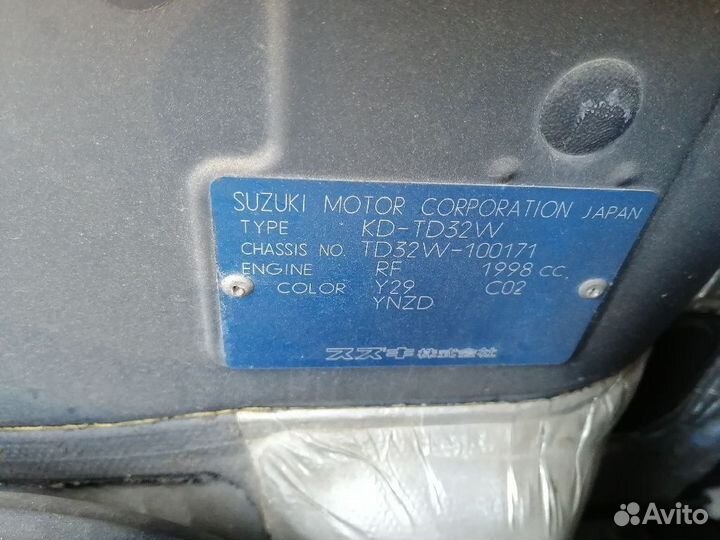 SUZUKI MOTOR CORPORATION JAPAN
TYPE KD-TD32W
CHASSIS NO. TD32W-100171
ENGINE RF 1998 CC.
COLOR Y29 C02
YNZD
スズキ株式会社
Avito